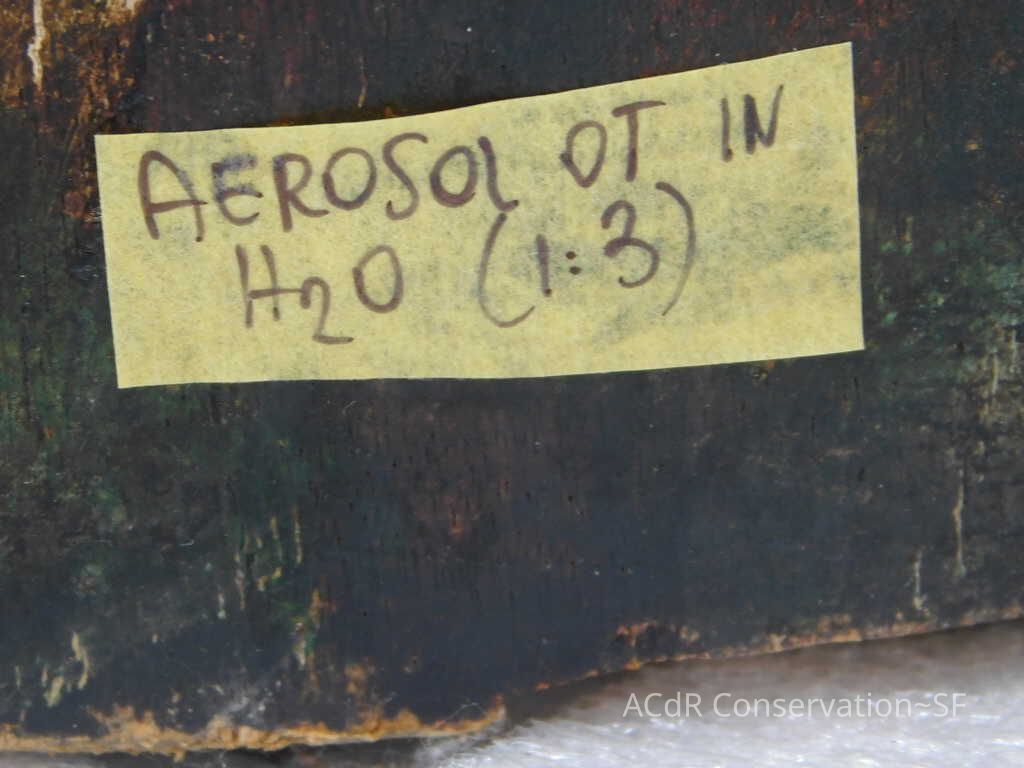 AEROSOL OT IN
H₂O (1:3)
ACdR Conservation~SF